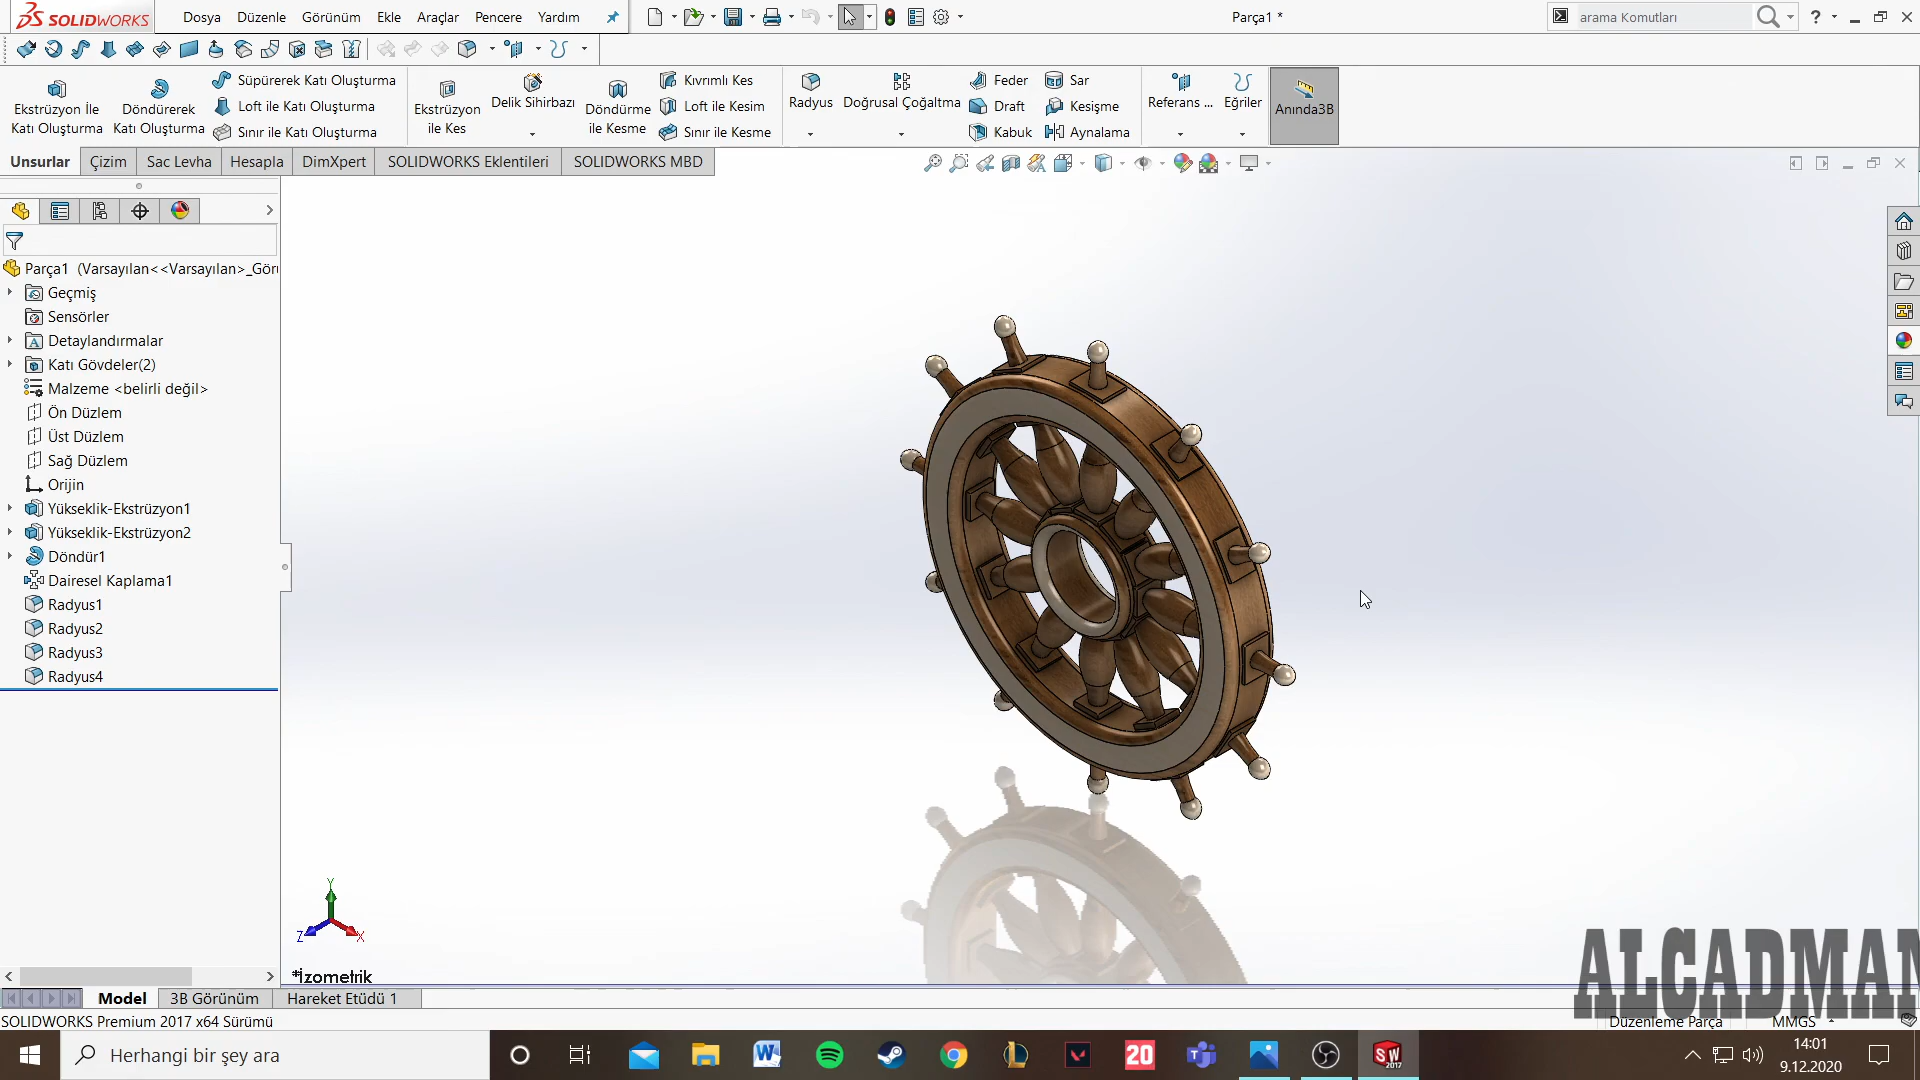 SOLIDWORKS
Dosya Düzenle Görünüm Ekle Araçlar Pencere Yardım
Parça1 *
arama Komutları
?
Ekstrüzyon İle
Katı Oluşturma
Döndürerek
Katı Oluşturma
Süpürerek Katı Oluşturma
Loft ile Katı Oluşturma
Sınır ile Katı Oluşturma
Ekstrüzyon
ile Kes
Delik Sihirbazı
Döndürme
ile Kesme
Kıvrımlı Kes
Loft ile Kesim
Sınır ile Kesme
Radyus
Doğrusal Çoğaltma
Feder
Draft
Kabuk
Sar
Kesişme
Aynalama
Referans ...
Eğriler
Anında3B
Unsurlar Çizim Sac Levha Hesapla DimXpert SOLIDWORKS Eklentileri SOLIDWORKS MBD
Parça1 (Varsayılan<<Varsayılan>_Görü
Geçmiş
Sensörler
Detaylandırmalar
Katı Gövdeler(2)
Malzeme <belirli değil>
Ön Düzlem
Üst Düzlem
Sağ Düzlem
Orijin
Yükseklik-Ekstrüzyon1
Yükseklik-Ekstrüzyon2
Döndür1
Dairesel Kaplama1
Radyus1
Radyus2
Radyus3
Radyus4
Y
Z
X
*İzometrik
ALCADMAN
Model 3B Görünüm Hareket Etüdü 1
SOLIDWORKS Premium 2017 x64 Sürümü
Düzenleme Parça
MMGS
Herhangi bir şey ara
20
SW
2017
14:01
9.12.2020